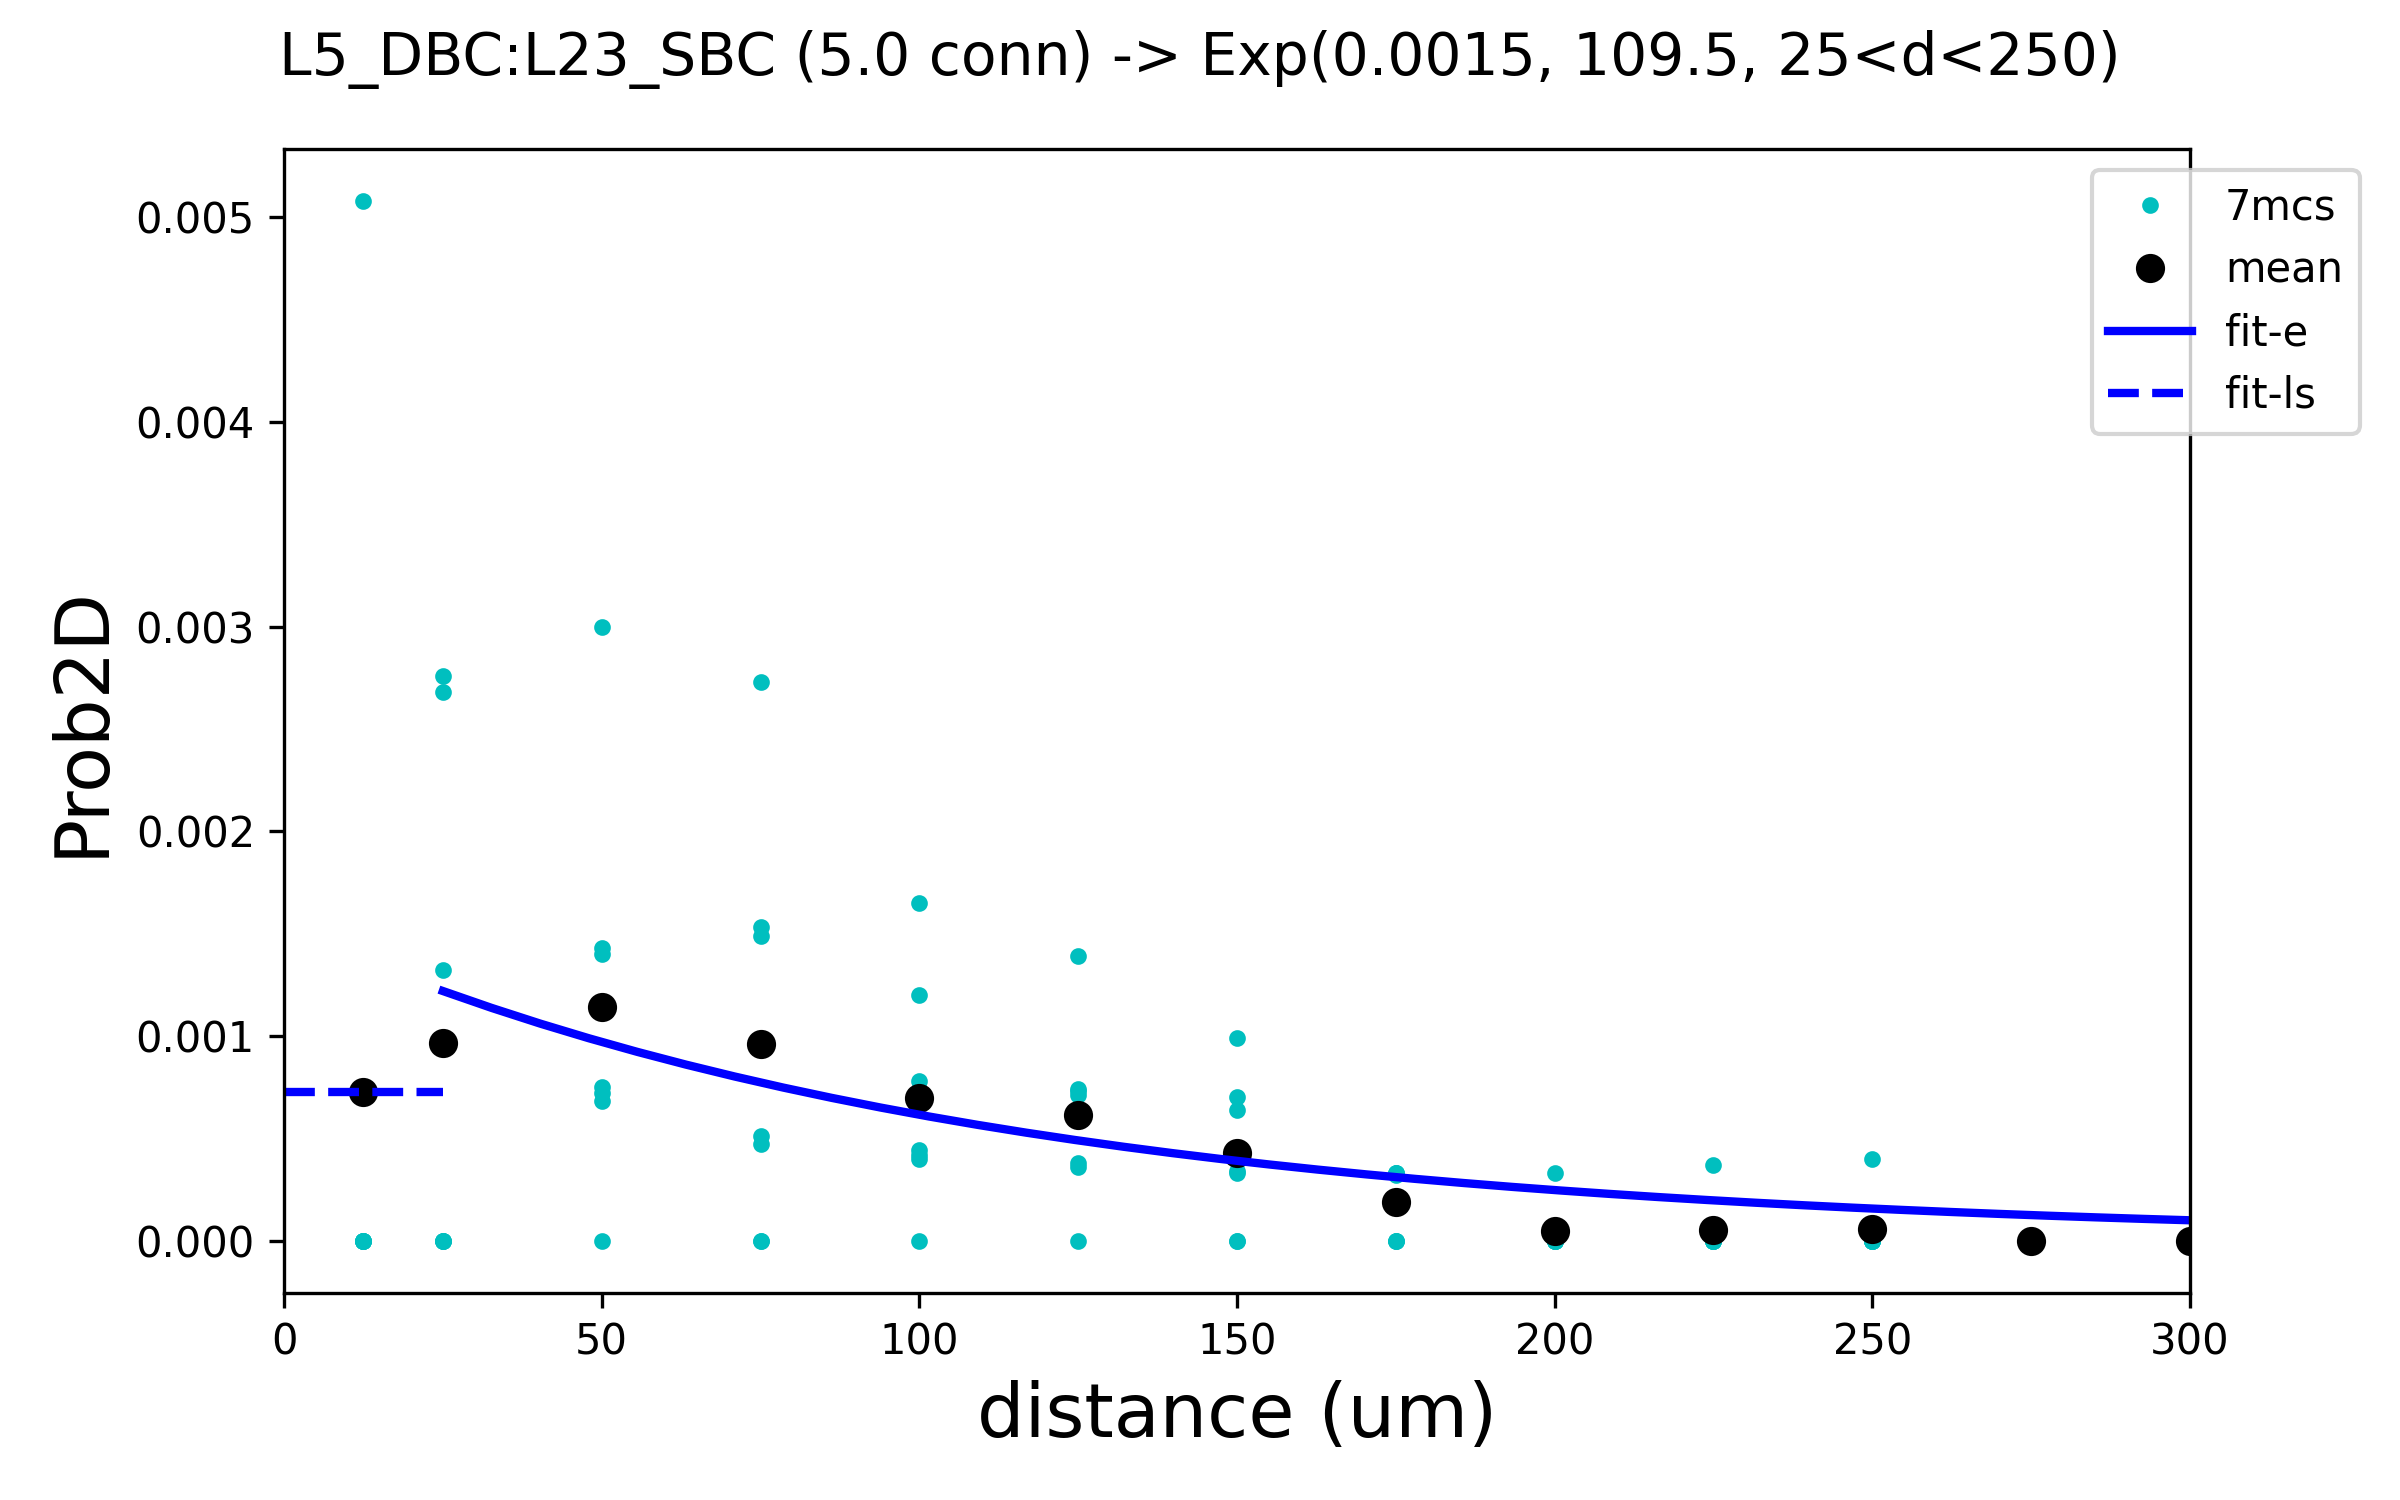 L5_DBC:L23_SBC (5.0 conn) -> Exp(0.0015, 109.5, 25<d<250)
7mcs
mean
fit-e
fit-ls
Prob2D
0.005
0.004
0.003
0.002
0.001
0.000
0 50 100 150 200 250 300
distance (um)